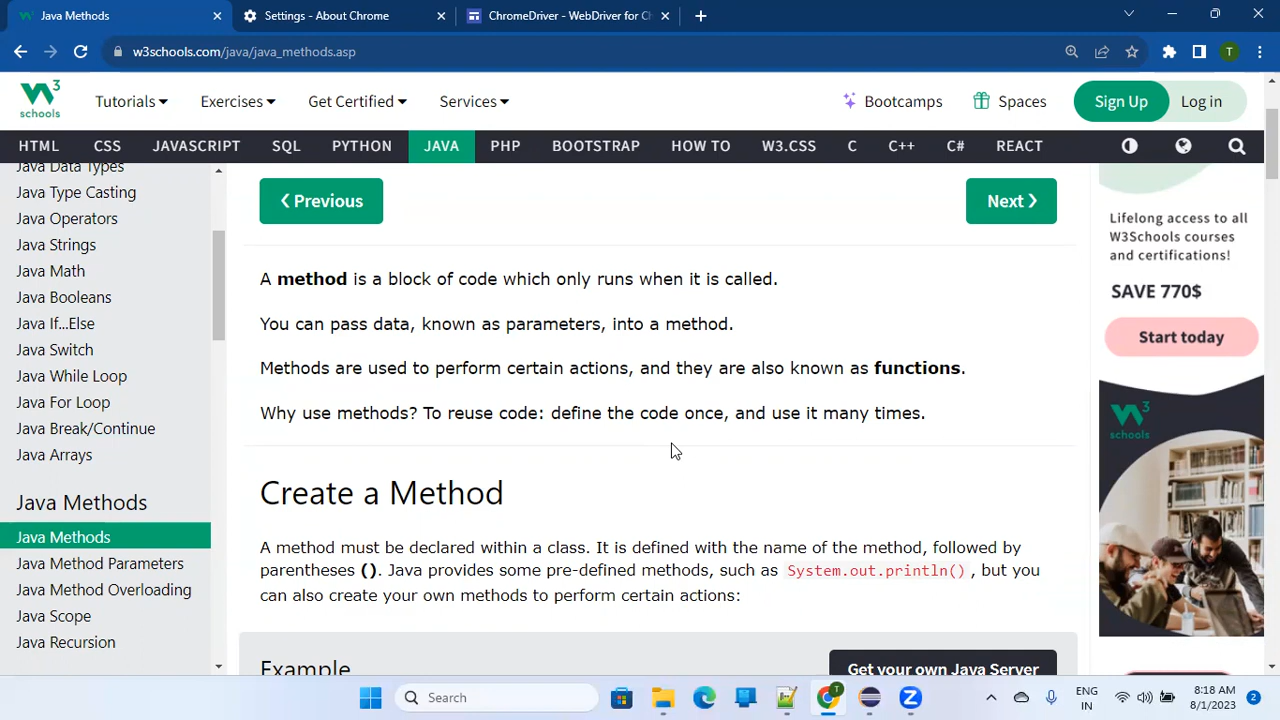 Java Methods
Settings - About Chrome
ChromeDriver - WebDriver for Ch
w3schools.com/java/java_methods.asp
T
schools
Tutorials
Exercises
Get Certified
Services
Bootcamps
Spaces
Sign Up
Log in
HTML
CSS
JAVASCRIPT
SQL
PYTHON
JAVA
PHP
BOOTSTRAP
HOW TO
W3.CSS
C
C++
C#
REACT
Java Data Types
Java Type Casting
Java Operators
Java Strings
Java Math
Java Booleans
Java If...Else
Java Switch
Java While Loop
Java For Loop
Java Break/Continue
Java Arrays
Java Methods
Java Methods
Java Method Parameters
Java Method Overloading
Java Scope
Java Recursion
❮ Previous
Next ❯
A method is a block of code which only runs when it is called.
You can pass data, known as parameters, into a method.
Methods are used to perform certain actions, and they are also known as functions.
Why use methods? To reuse code: define the code once, and use it many times.
Create a Method
A method must be declared within a class. It is defined with the name of the method, followed by
parentheses (). Java provides some pre-defined methods, such as System.out.println(), but you
can also create your own methods to perform certain actions:
Example
Get your own Java Server
Lifelong access to all
W3Schools courses
and certifications!
SAVE 770$
Start today
W3
schools
Search
T
Z
ENG
IN
8:18 AM
8/1/2023
2